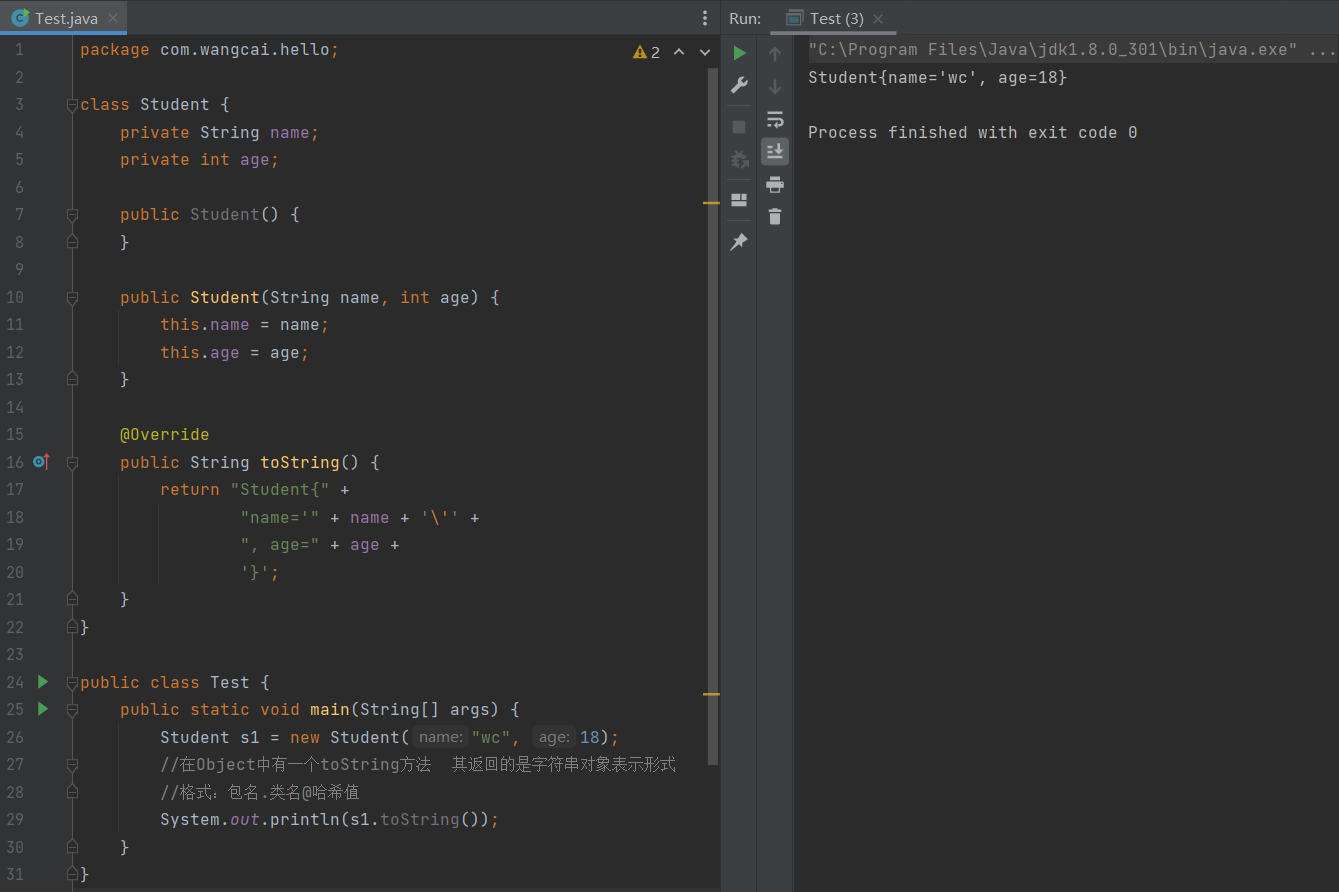 Test.java
Run:
Test (3)
2
1 package com.wangcai.hello;
2
3 class Student {
4     private String name;
5     private int age;
6
7     public Student() {
8     }
9
10     public Student(String name, int age) {
11         this.name = name;
12         this.age = age;
13     }
14
15     @Override
16     public String toString() {
17         return "Student{" +
18                 "name='" + name + '\'' +
19                 ", age=" + age +
20                 '}';
21     }
22 }
23
24 public class Test {
25     public static void main(String[] args) {
26         Student s1 = new Student( name: "wc", age: 18);
27         //在Object中有一个toString方法  其返回的是字符串对象表示形式
28         //格式：包名.类名@哈希值
29         System.out.println(s1.toString());
30     }
31 }
"C:\Program Files\Java\jdk1.8.0_301\bin\java.exe" ...
Student{name='wc', age=18}
Process finished with exit code 0